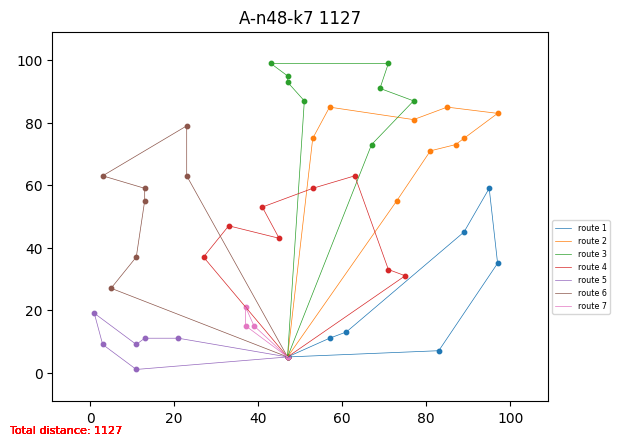 A-n48-k7 1127
100
80
60
40
20
0
0 20 40 60 80 100
route 1
route 2
route 3
route 4
route 5
route 6
route 7
Total distance: 1127